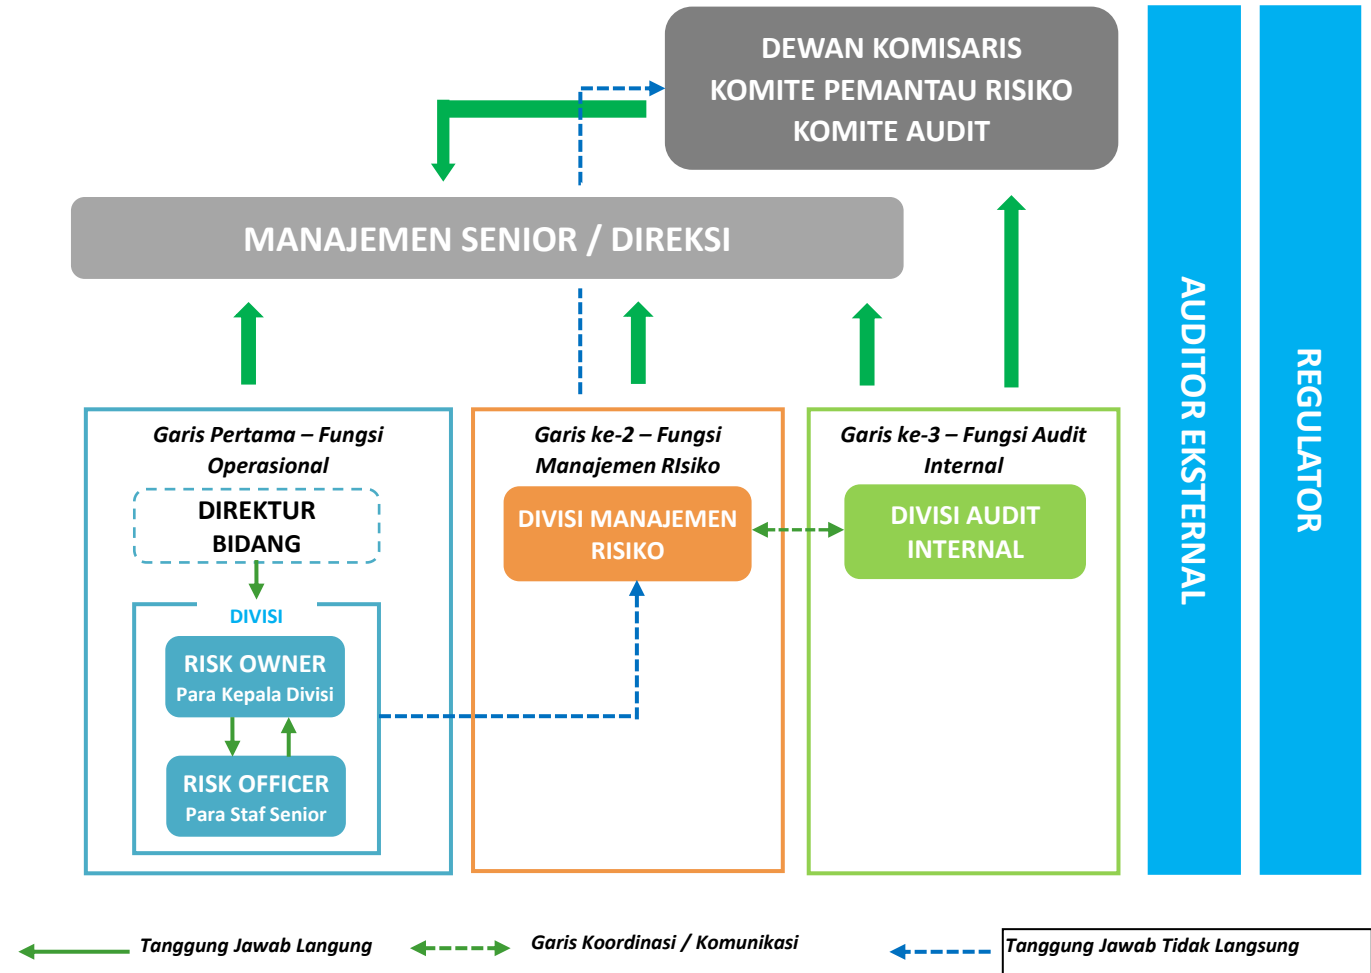 DEWAN KOMISARIS
KOMITE PEMANTAU RISIKO
KOMITE AUDIT
MANAJEMEN SENIOR / DIREKSI
Garis Pertama – Fungsi
Operasional
DIREKTUR
BIDANG
DIVISI
RISK OWNER
Para Kepala Divisi
RISK OFFICER
Para Staf Senior
Garis ke-2 – Fungsi
Manajemen RIsiko
DIVISI MANAJEMEN
RISIKO
Garis ke-3 – Fungsi Audit
Internal
DIVISI AUDIT
INTERNAL
AUDITOR EKSTERNAL
REGULATOR
Tanggung Jawab Langung
Garis Koordinasi / Komunikasi
Tanggung Jawab Tidak Langsung